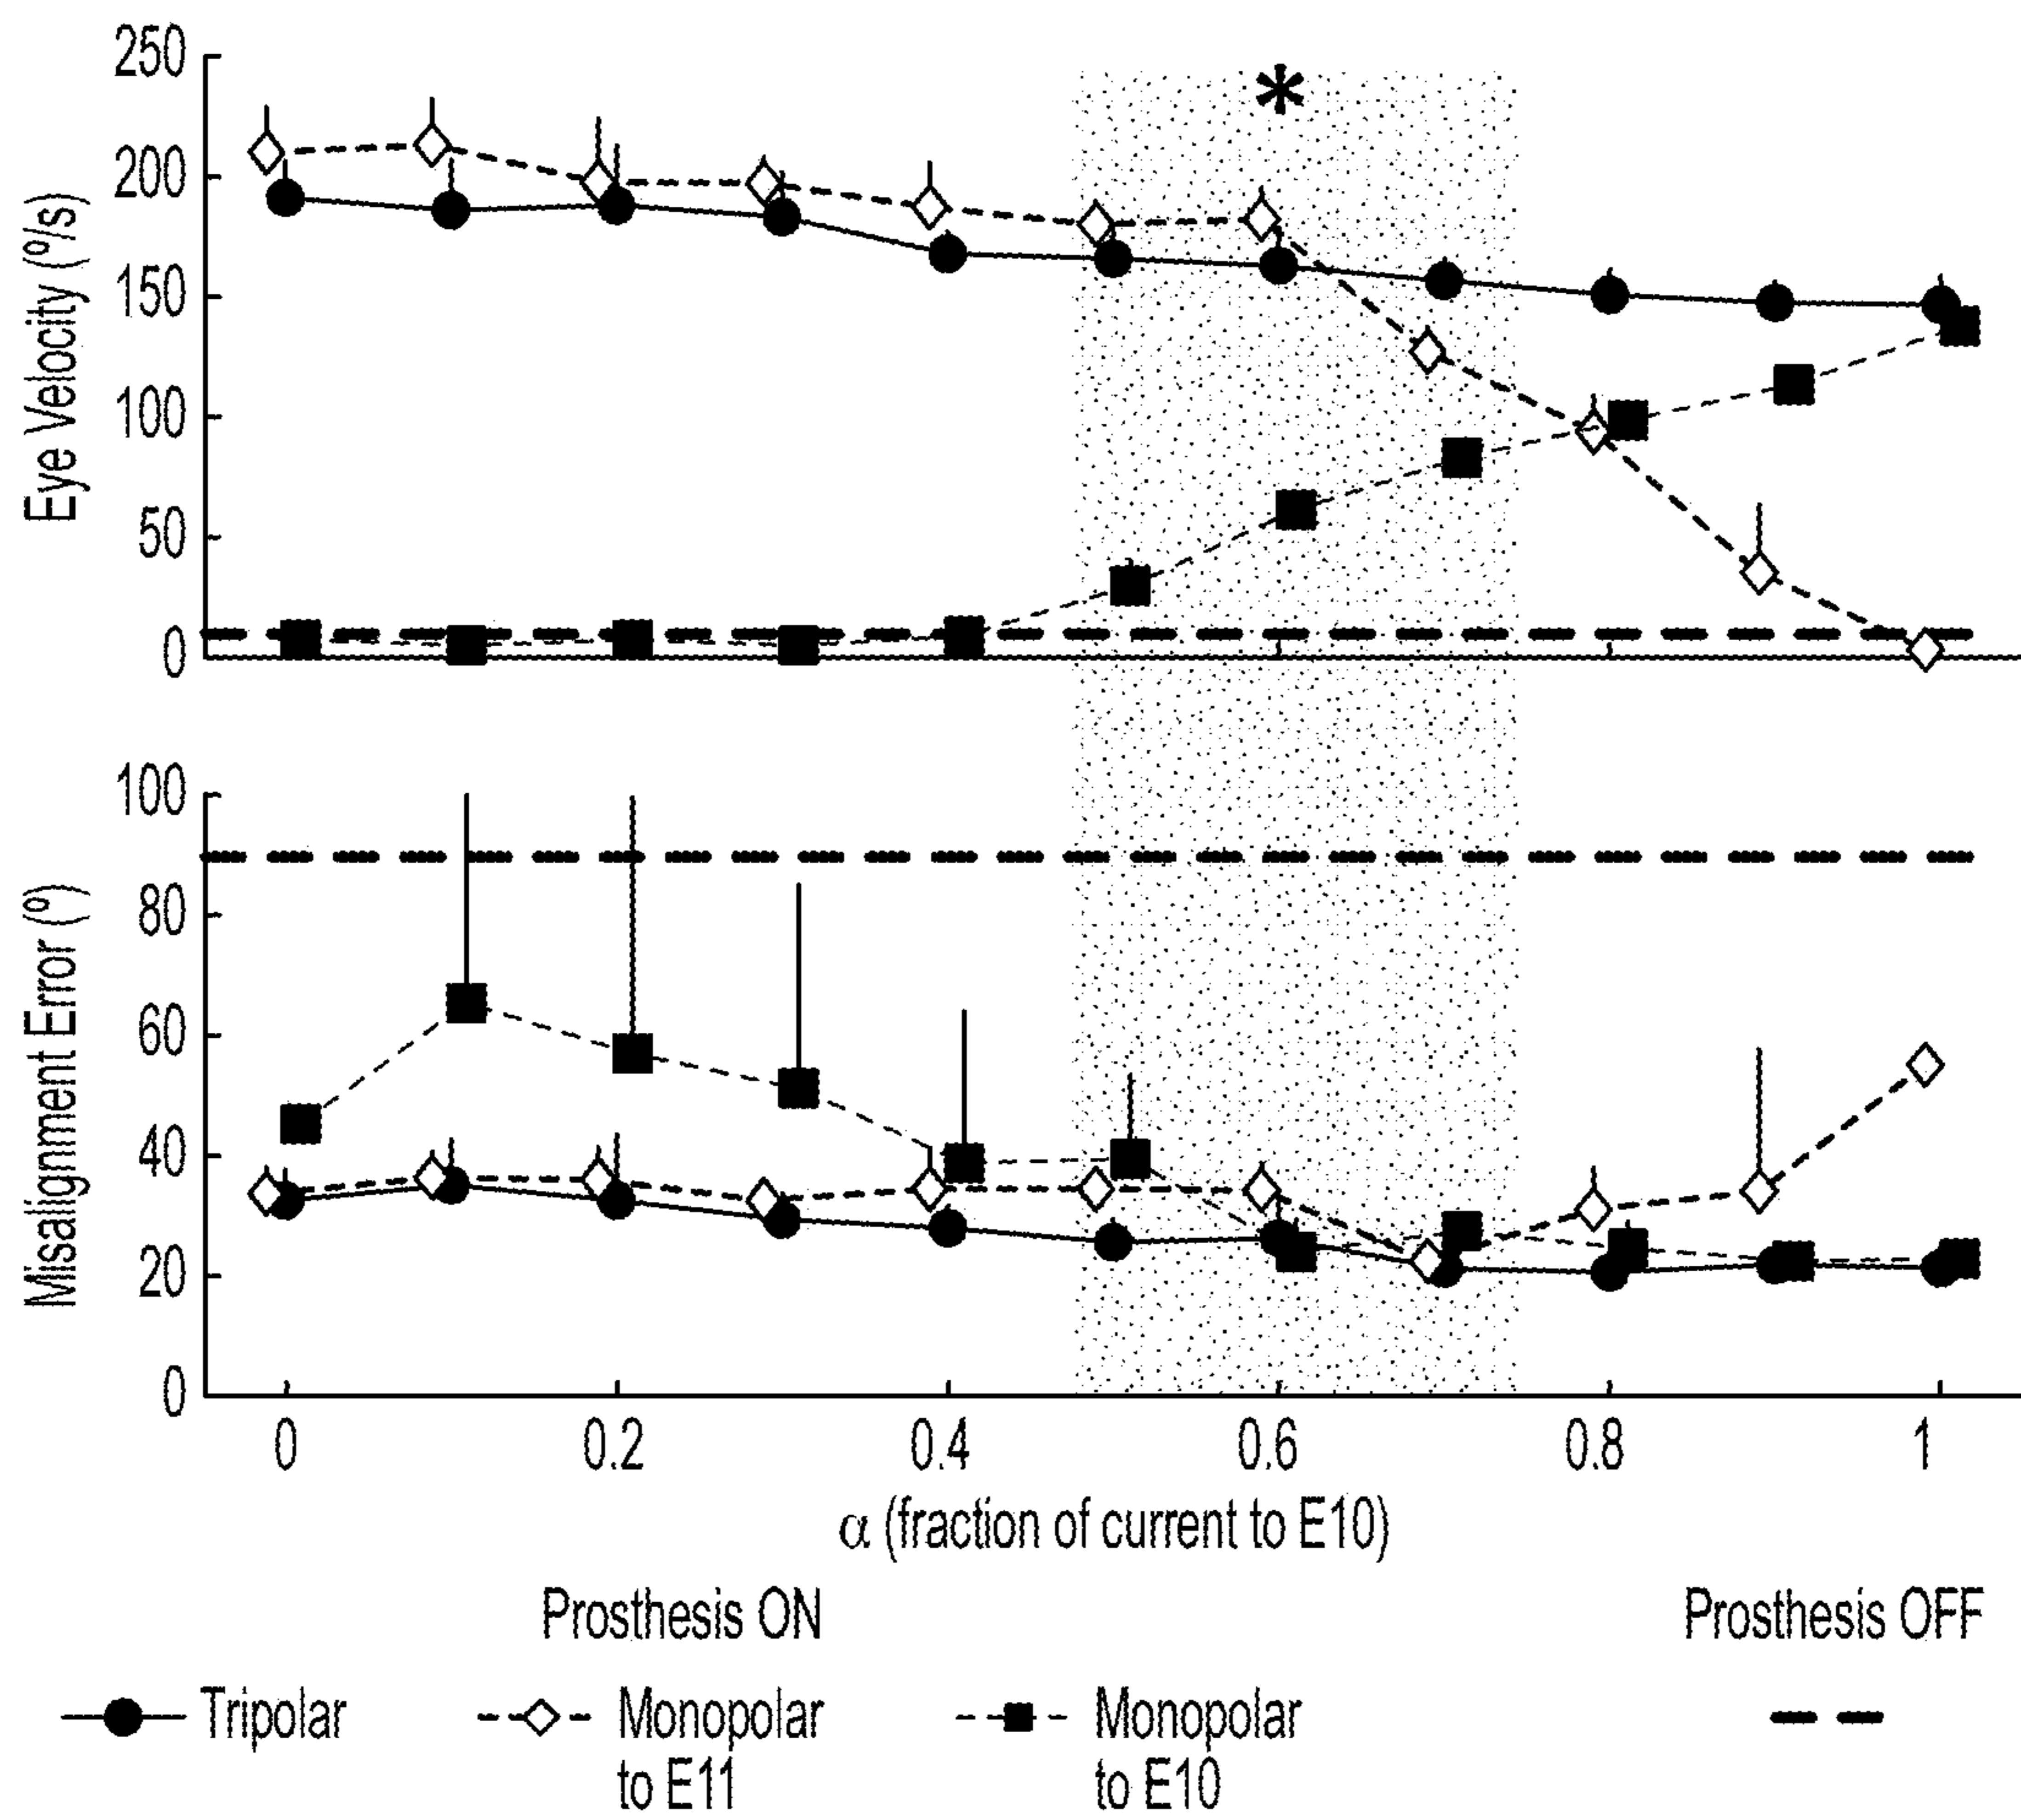 250
200
150
100
50
0
Eye Velocity (º/s)
*
100
80
60
40
20
0
Misalignment Error (º)
0 0.2 0.4 0.6 0.8 1
α (fraction of current to E10)
Prosthesis ON Prosthesis OFF
Tripolar Monopolar Monopolar
to E11 to E10